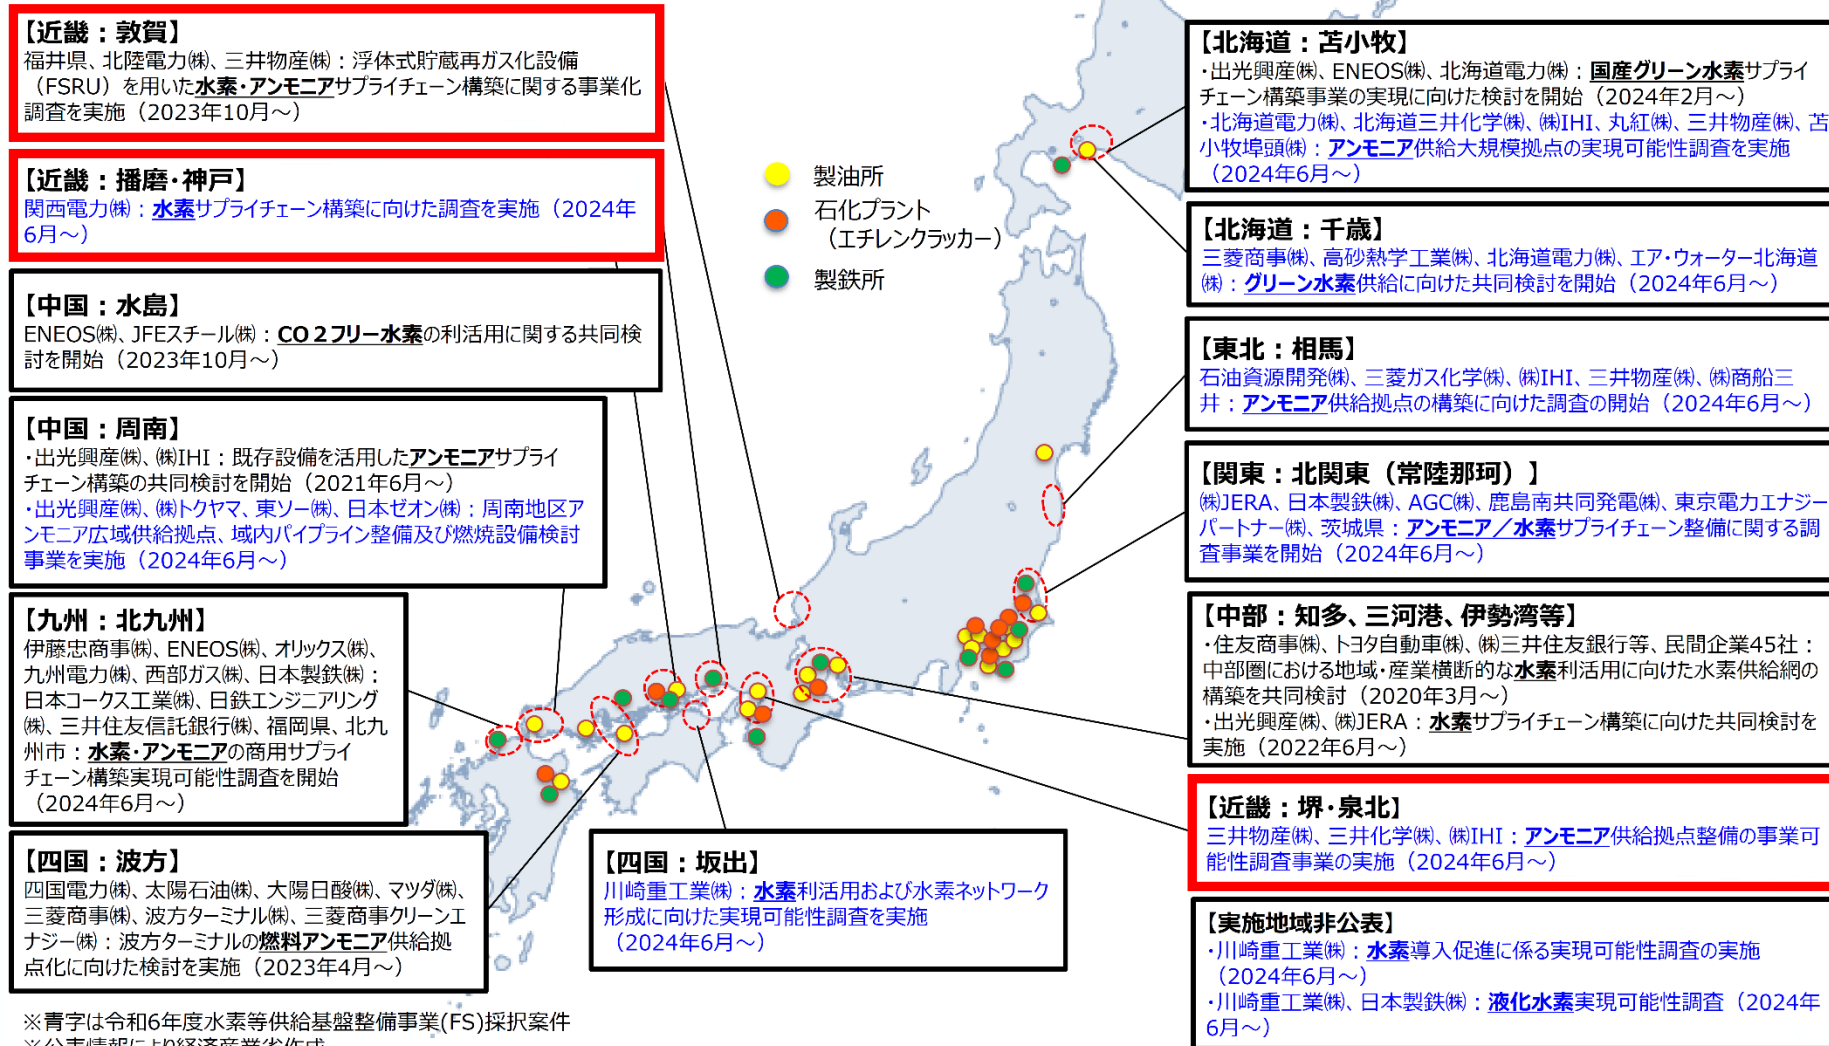 【近畿：敦賀】
福井県、北陸電力㈱、三井物産㈱：浮体式貯蔵再ガス化設備
（FSRU）を用いた水素・アンモニアサプライチェーン構築に関する事業化
調査を実施（2023年10月～）
【近畿：播磨・神戸】
関西電力㈱：水素サプライチェーン構築に向けた調査を実施（2024年
6月～）
【中国：水島】
ENEOS㈱、JFEスチール㈱：CO２フリー水素の利活用に関する共同検
討を開始（2023年10月～）
【中国：周南】
・出光興産㈱、㈱IHI：既存設備を活用したアンモニアサプライ
チェーン構築の共同検討を開始（2021年6月～）
・出光興産㈱、㈱トクヤマ、東ソー㈱、日本ゼオン㈱：周南地区ア
ンモニア広域供給拠点、域内パイプライン整備及び燃焼設備検討
事業を実施（2024年6月～）
【九州：北九州】
伊藤忠商事㈱、ENEOS㈱、オリックス㈱、
九州電力㈱、西部ガス㈱、日本製鉄㈱：
日本コークス工業㈱、日鉄エンジニアリング
㈱、三井住友信託銀行㈱、福岡県、北九
州市：水素・アンモニアの商用サプライ
チェーン構築実現可能性調査を開始
（2024年6月～）
【四国：波方】
四国電力㈱、太陽石油㈱、大陽日酸㈱、マツダ㈱、
三菱商事㈱、波方ターミナル㈱、三菱商事クリーンエ
ナジー㈱：波方ターミナルの燃料アンモニア供給拠
点化に向けた検討を実施（2023年4月～）
※青字は令和6年度水素等供給基盤整備事業(FS)採択案件
※公表情報により経済産業省作成
製油所
石化プラント
（エチレンクラッカー）
製鉄所
【四国：坂出】
川崎重工業㈱：水素利活用および水素ネットワーク
形成に向けた実現可能性調査を実施
（2024年6月～）
【北海道：苫小牧】
・出光興産㈱、ENEOS㈱、北海道電力㈱：国産グリーン水素サプライ
チェーン構築事業の実現に向けた検討を開始（2024年2月～）
・北海道電力㈱、北海道三井化学㈱、㈱IHI、丸紅㈱、三井物産㈱、苫
小牧埠頭㈱：アンモニア供給大規模拠点の実現可能性調査を実施
（2024年6月～）
【北海道：千歳】
三菱商事㈱、高砂熱学工業㈱、北海道電力㈱、エア・ウォーター北海道
㈱：グリーン水素供給に向けた共同検討を開始（2024年6月～）
【東北：相馬】
石油資源開発㈱、三菱ガス化学㈱、㈱IHI、三井物産㈱、㈱商船三
井：アンモニア供給拠点の構築に向けた調査の開始（2024年6月～）
【関東：北関東（常陸那珂）】
㈱JERA、日本製鉄㈱、AGC㈱、鹿島南共同発電㈱、東京電力エナジー
パートナー㈱、茨城県：アンモニア／水素サプライチェーン整備に関する調
査事業を開始（2024年6月～）
【中部：知多、三河港、伊勢湾等】
・住友商事㈱、トヨタ自動車㈱、㈱三井住友銀行等、民間企業45社：
中部圏における地域・産業横断的な水素利活用に向けた水素供給網の
構築を共同検討（2020年3月～）
・出光興産㈱、㈱JERA：水素サプライチェーン構築に向けた共同検討を
実施（2022年6月～）
【近畿：堺・泉北】
三井物産㈱、三井化学㈱、㈱IHI：アンモニア供給拠点整備の事業可
能性調査事業の実施（2024年6月～）
【実施地域非公表】
・川崎重工業㈱：水素導入促進に係る実現可能性調査の実施
（2024年6月～）
・川崎重工業㈱、日本製鉄㈱：液化水素実現可能性調査（2024年
6月～）